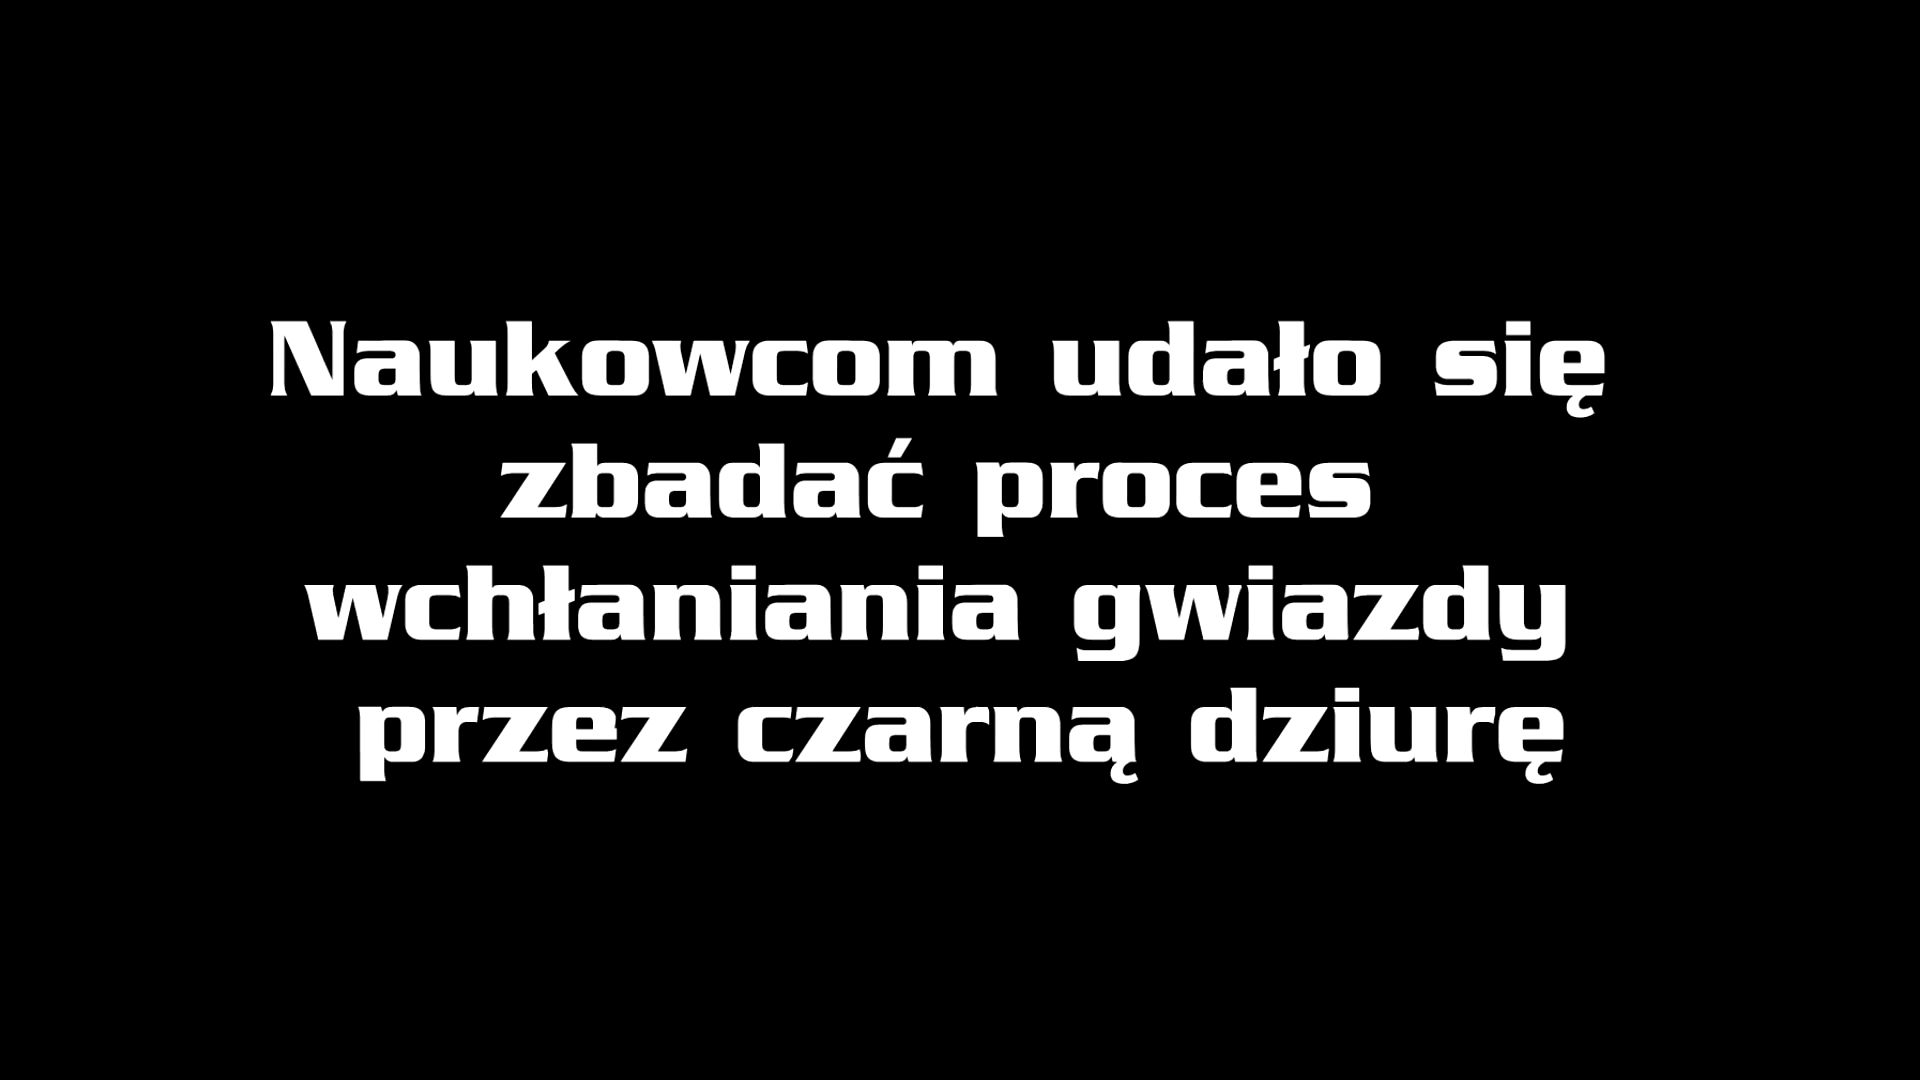 Naukowcom udało się
zbadać proces
wchłaniania gwiazdy
przez czarną dziurę